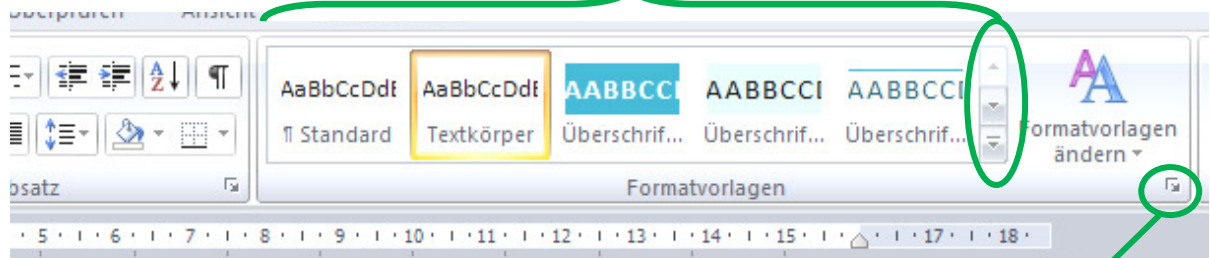 Überprüfen Ansicht
AaBbCcDdE AaBbCcDdE AABBCCI AABBCCI AABBCCI
¶ Standard Textkörper Überschrif... Überschrif... Überschrif...
Formatvorlagen
ändern
Formatvorlagen
· 5 · ı · 6 · ı · 7 · ı · 8 · ı · 9 · ı · 10 · ı · 11 · ı · 12 · ı · 13 · ı · 14 · ı · 15 · ı · ı · 17 · ı · 18 ·